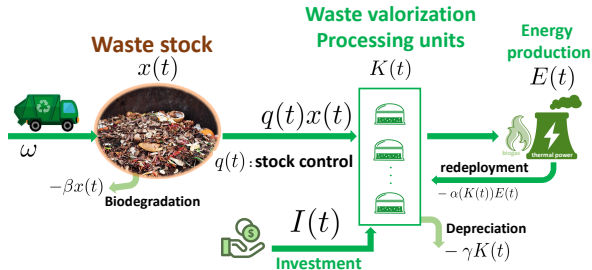 Waste stock
x(t)
ω
−βx(t)
Biodegradation
q(t)x(t)
q(t) : stock control
Waste valorization
Processing units
K(t)
I(t)
Investment
Energy
production
E(t)
biogas
thermal power
redeployment
− α(K(t))E(t)
Depreciation
− γK(t)